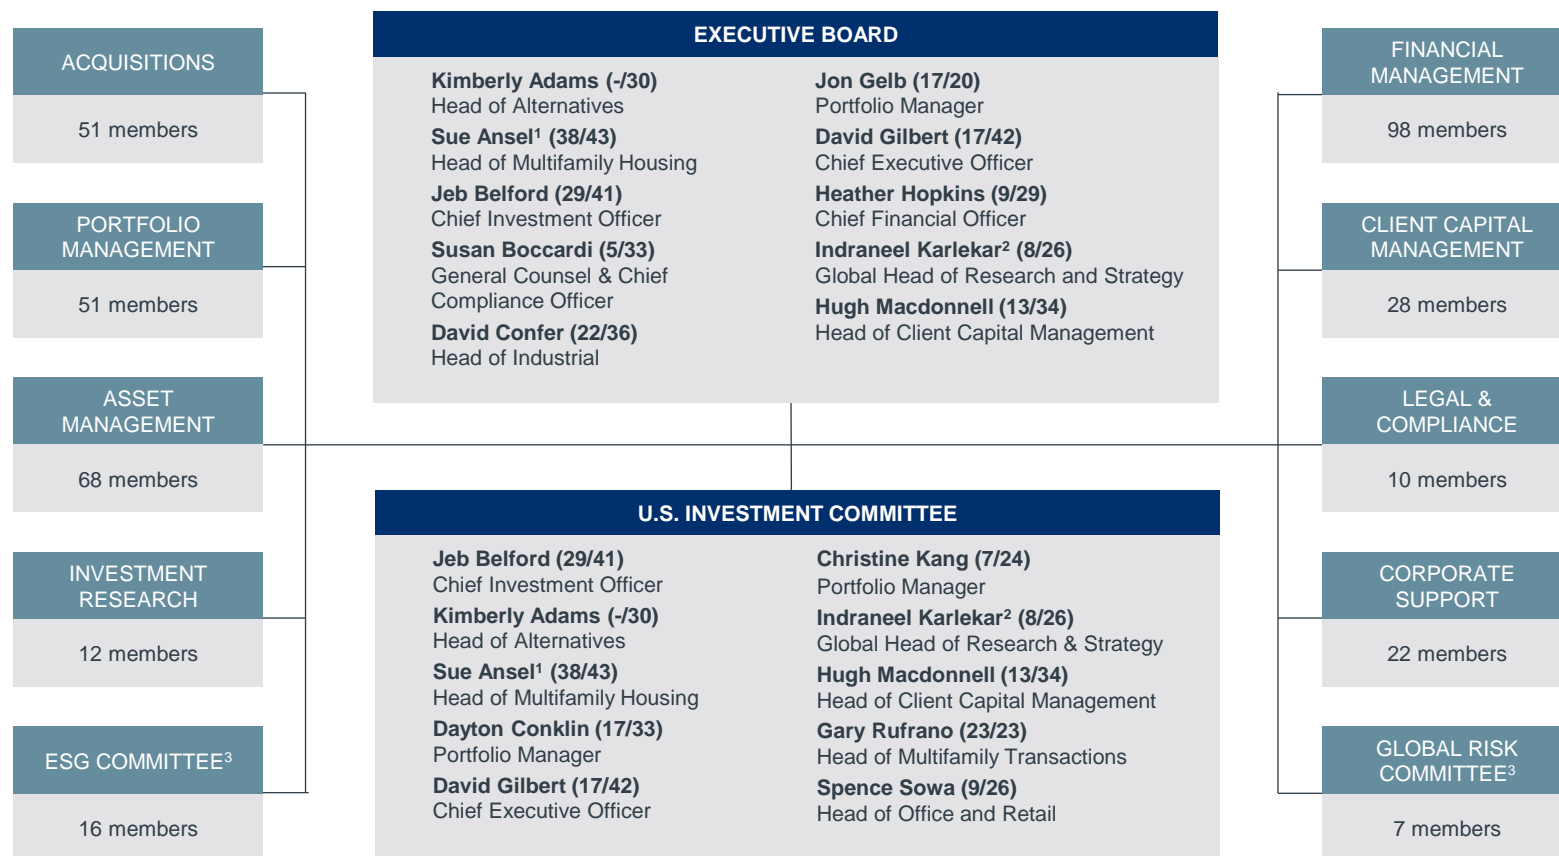 ACQUISITIONS
51 members
PORTFOLIO
MANAGEMENT
51 members
ASSET
MANAGEMENT
68 members
INVESTMENT
RESEARCH
12 members
ESG COMMITTEE³
16 members
EXECUTIVE BOARD
Kimberly Adams (-/30)
Head of Alternatives
Sue Ansel¹ (38/43)
Head of Multifamily Housing
Jeb Belford (29/41)
Chief Investment Officer
Susan Boccardi (5/33)
General Counsel & Chief
Compliance Officer
David Confer (22/36)
Head of Industrial
Jon Gelb (17/20)
Portfolio Manager
David Gilbert (17/42)
Chief Executive Officer
Heather Hopkins (9/29)
Chief Financial Officer
Indraneel Karlekar² (8/26)
Global Head of Research and Strategy
Hugh Macdonnell (13/34)
Head of Client Capital Management
U.S. INVESTMENT COMMITTEE
Jeb Belford (29/41)
Chief Investment Officer
Kimberly Adams (-/30)
Head of Alternatives
Sue Ansel¹ (38/43)
Head of Multifamily Housing
Dayton Conklin (17/33)
Portfolio Manager
David Gilbert (17/42)
Chief Executive Officer
Christine Kang (7/24)
Portfolio Manager
Indraneel Karlekar² (8/26)
Global Head of Research & Strategy
Hugh Macdonnell (13/34)
Head of Client Capital Management
Gary Rufrano (23/23)
Head of Multifamily Transactions
Spence Sowa (9/26)
Head of Office and Retail
FINANCIAL
MANAGEMENT
98 members
CLIENT CAPITAL
MANAGEMENT
28 members
LEGAL &
COMPLIANCE
10 members
CORPORATE
SUPPORT
22 members
GLOBAL RISK
COMMITTEE³
7 members